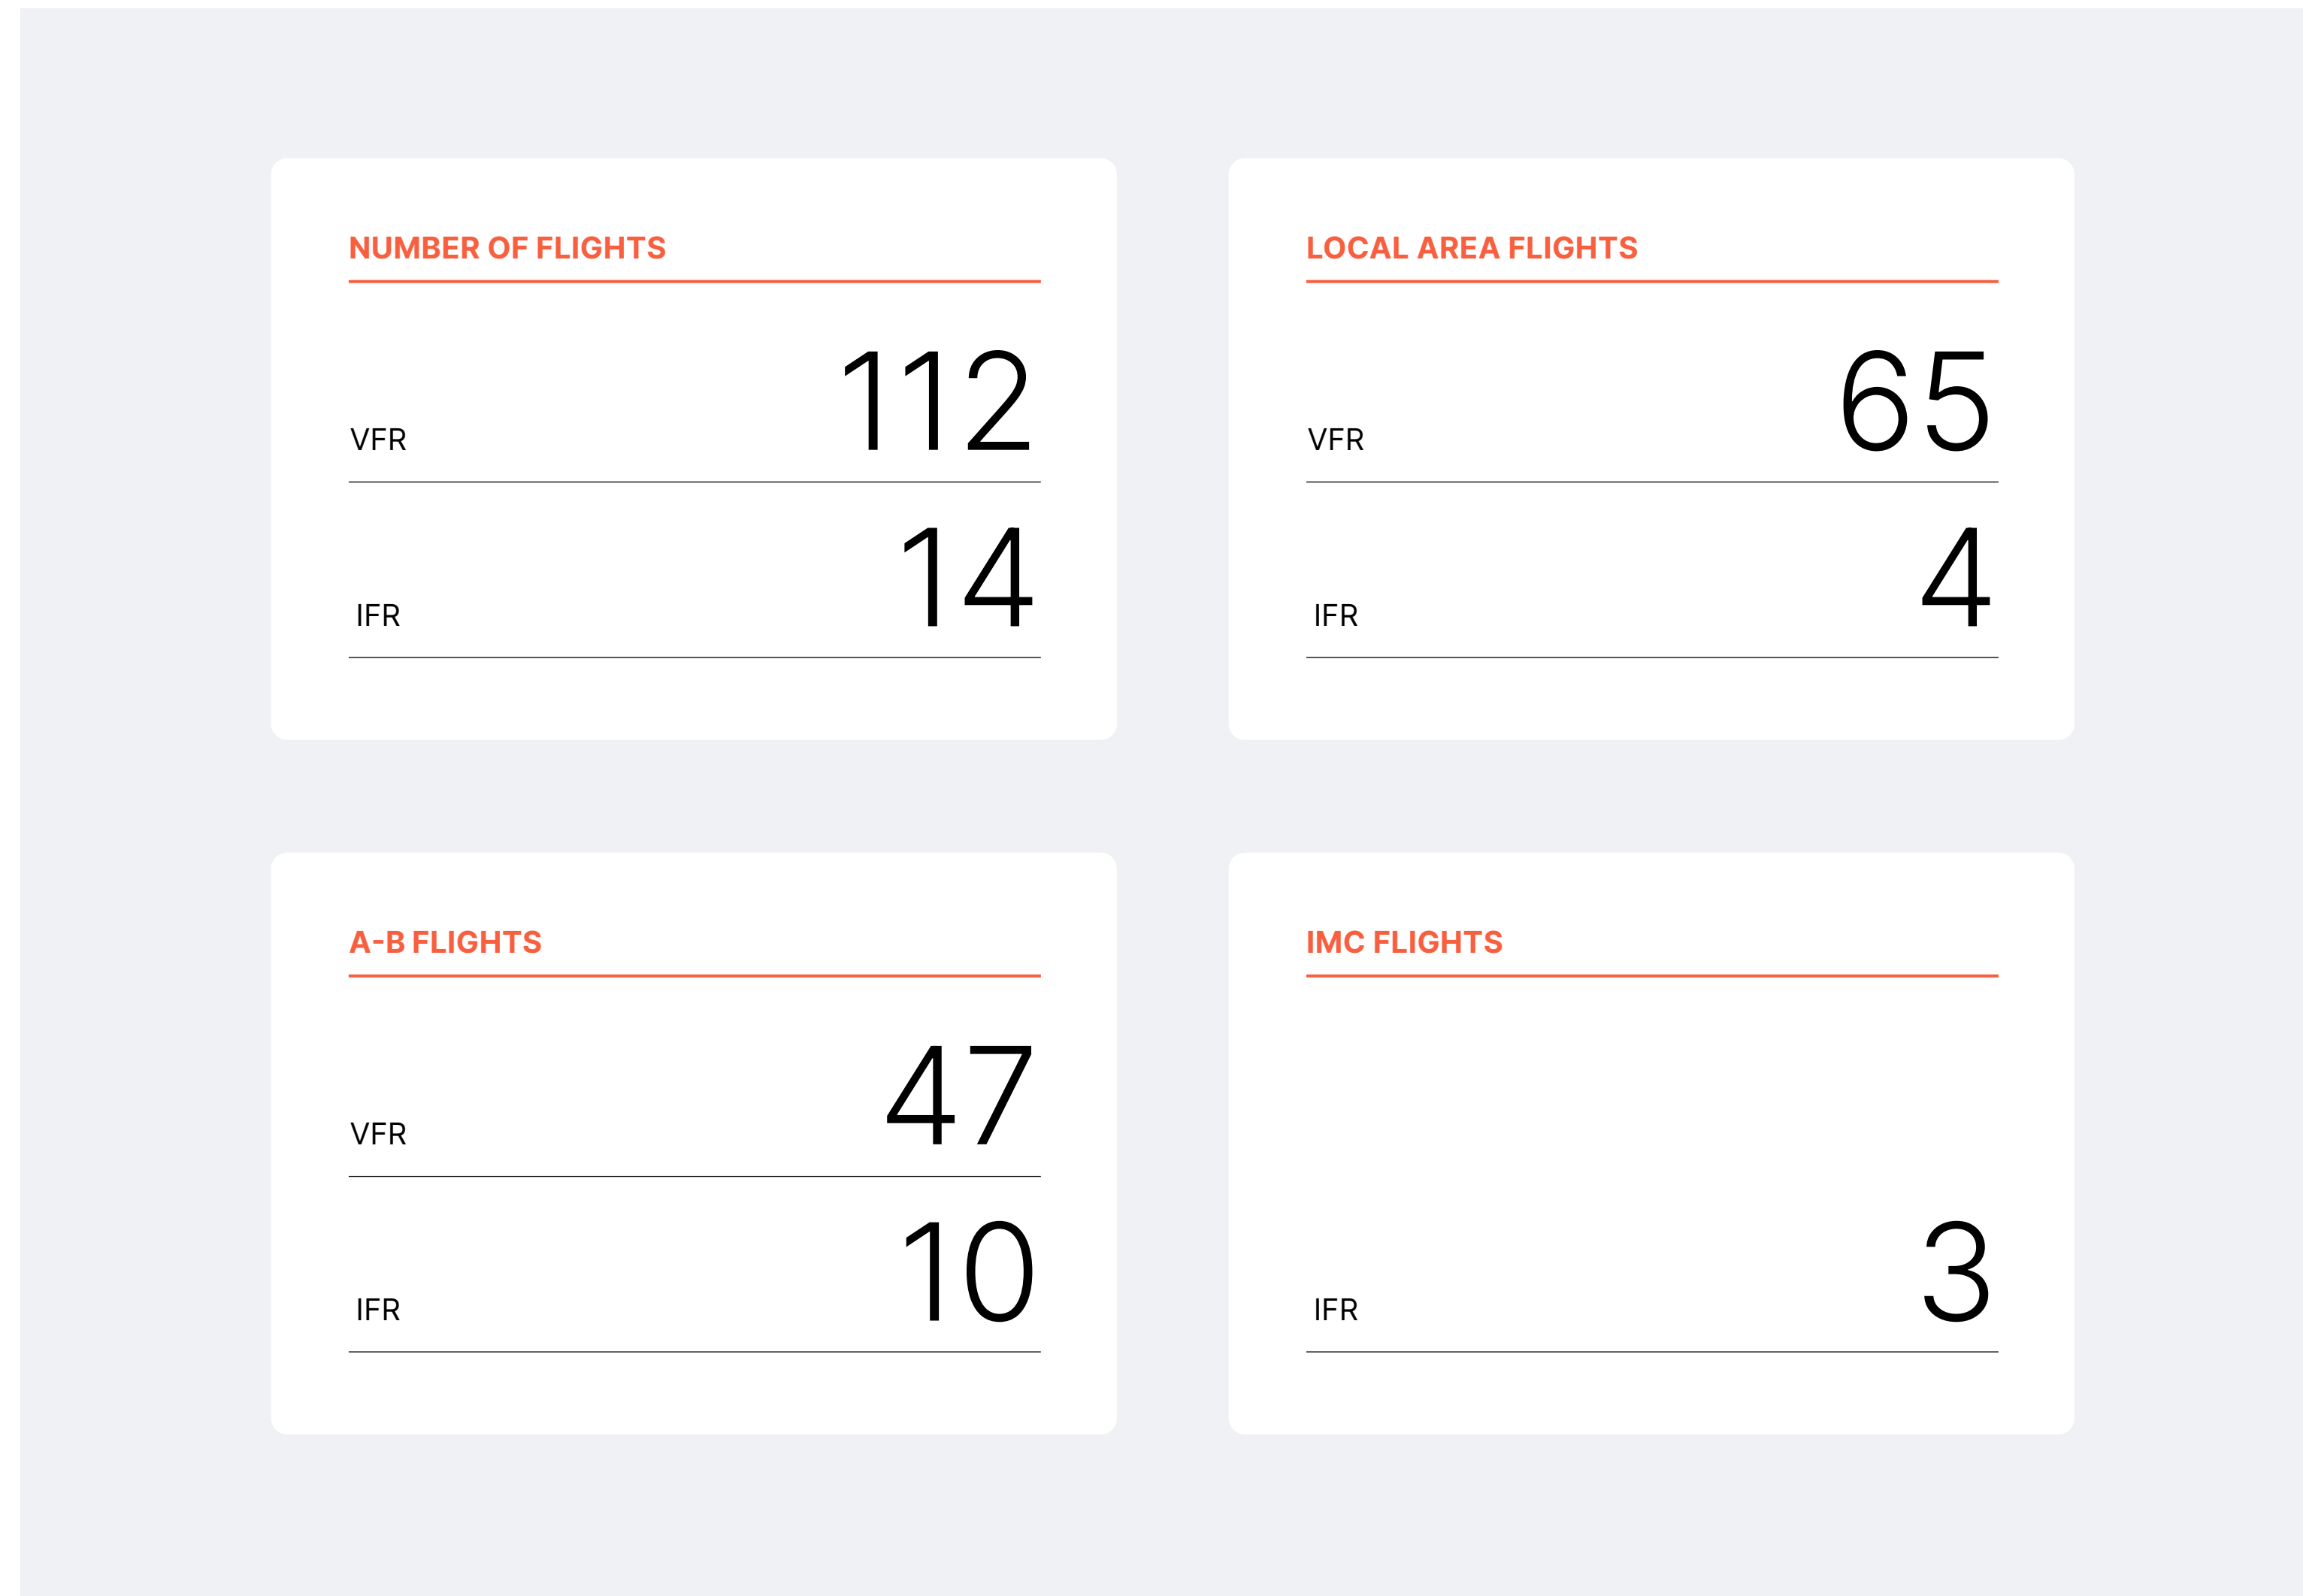 NUMBER OF FLIGHTS
VFR 112
IFR 14
LOCAL AREA FLIGHTS
VFR 65
IFR 4
A-B FLIGHTS
VFR 47
IFR 10
IMC FLIGHTS
IFR 3